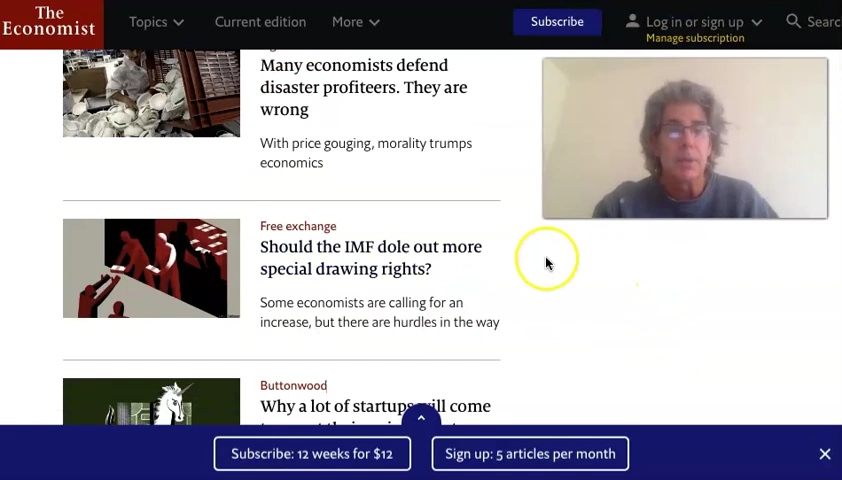 The
Economist
Topics
Current edition
More
Subscribe
Log in or sign up
Manage subscription
Searc
Many economists defend
disaster profiteers. They are
wrong
With price gouging, morality trumps
economics
Free exchange
Should the IMF dole out more
special drawing rights?
Some economists are calling for an
increase, but there are hurdles in the way
Buttonwood
Why a lot of startups will come
Subscribe: 12 weeks for $12
Sign up: 5 articles per month